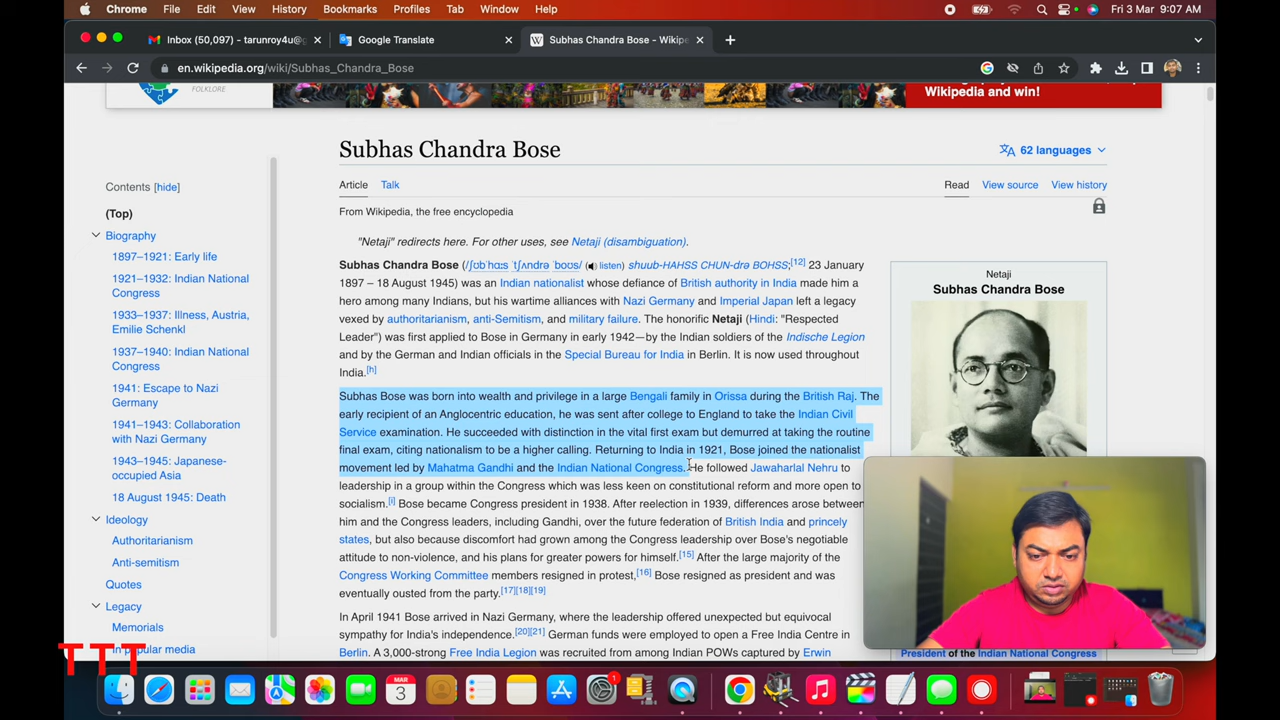 Chrome File Edit View History Bookmarks Profiles Tab Window Help Fri 3 Mar 9:07 AM
Inbox (50,097) - tarunroy4u@g Google Translate Subhas Chandra Bose - Wikipe
en.wikipedia.org/wiki/Subhas_Chandra_Bose
FOLKLORE
Wikipedia and win!
Subhas Chandra Bose
62 languages
Contents [hide]
(Top)
Biography
1897–1921: Early life
1921–1932: Indian National
Congress
1933–1937: Illness, Austria,
Emilie Schenkl
1937–1940: Indian National
Congress
1941: Escape to Nazi
Germany
1941–1943: Collaboration
with Nazi Germany
1943–1945: Japanese-
occupied Asia
18 August 1945: Death
Ideology
Authoritarianism
Anti-semitism
Quotes
Legacy
Memorials
In popular media
Article Talk Read View source View history
From Wikipedia, the free encyclopedia
"Netaji" redirects here. For other uses, see Netaji (disambiguation).
Subhas Chandra Bose (/ʃʊbˈhɑːs ˈtʃʌndrə ˈboʊs/ listen) shuub-HAHSS CHUN-drə BOHSS;[12] 23 January
1897 – 18 August 1945) was an Indian nationalist whose defiance of British authority in India made him a
hero among many Indians, but his wartime alliances with Nazi Germany and Imperial Japan left a legacy
vexed by authoritarianism, anti-Semitism, and military failure. The honorific Netaji (Hindi: "Respected
Leader") was first applied to Bose in Germany in early 1942—by the Indian soldiers of the Indische Legion
and by the German and Indian officials in the Special Bureau for India in Berlin. It is now used throughout
India.[h]
Subhas Bose was born into wealth and privilege in a large Bengali family in Orissa during the British Raj. The
early recipient of an Anglocentric education, he was sent after college to England to take the Indian Civil
Service examination. He succeeded with distinction in the vital first exam but demurred at taking the routine
final exam, citing nationalism to be a higher calling. Returning to India in 1921, Bose joined the nationalist
movement led by Mahatma Gandhi and the Indian National Congress. He followed Jawaharlal Nehru to
leadership in a group within the Congress which was less keen on constitutional reform and more open to
socialism.[i] Bose became Congress president in 1938. After reelection in 1939, differences arose between
him and the Congress leaders, including Gandhi, over the future federation of British India and princely
states, but also because discomfort had grown among the Congress leadership over Bose's negotiable
attitude to non-violence, and his plans for greater powers for himself.[15] After the large majority of the
Congress Working Committee members resigned in protest,[16] Bose resigned as president and was
eventually ousted from the party.[17][18][19]
In April 1941 Bose arrived in Nazi Germany, where the leadership offered unexpected but equivocal
sympathy for India's independence.[20][21] German funds were employed to open a Free India Centre in
Berlin. A 3,000-strong Free India Legion was recruited from among Indian POWs captured by Erwin
Netaji
Subhas Chandra Bose
President of the Indian National Congress
TTT
MAR
3
1